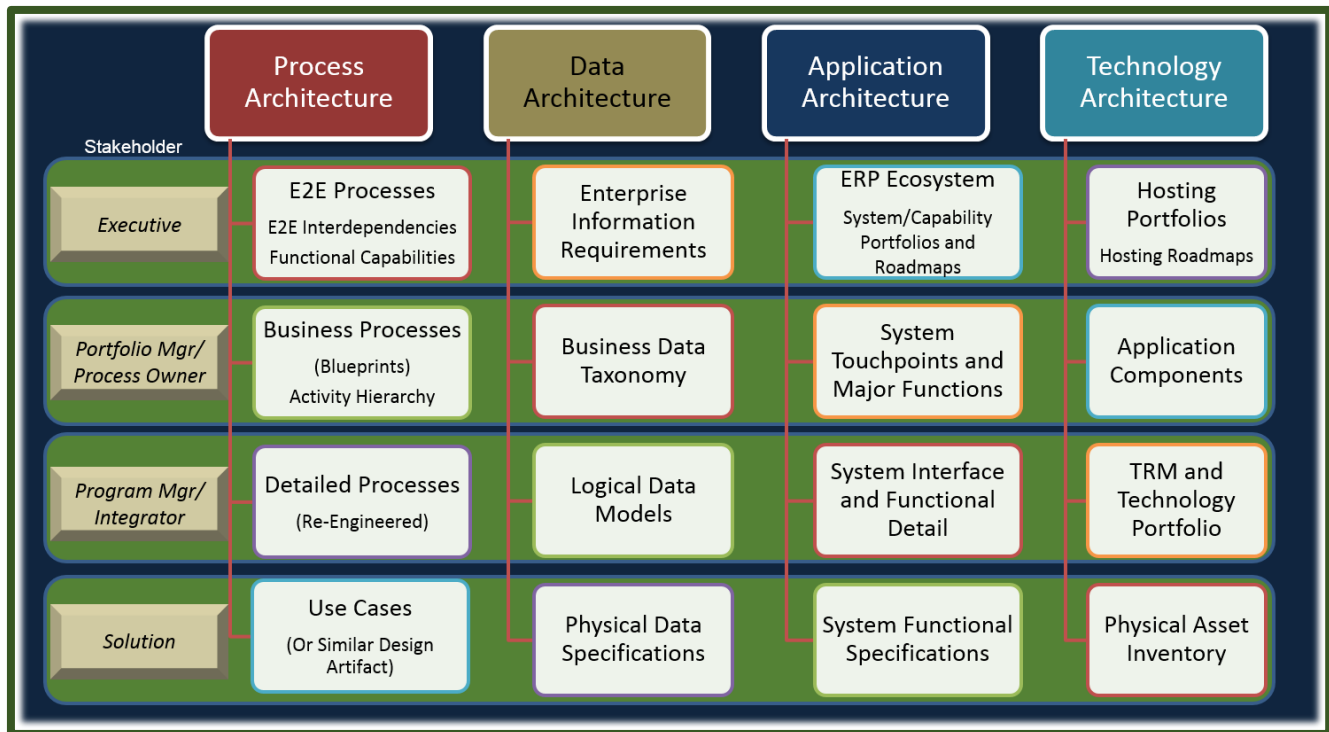 Process
Architecture
Data
Architecture
Application
Architecture
Technology
Architecture
Stakeholder
Executive
E2E Processes
E2E Interdependencies
Functional Capabilities
Enterprise
Information
Requirements
ERP Ecosystem
System/Capability
Portfolios and
Roadmaps
Hosting
Portfolios
Hosting Roadmaps
Portfolio Mgr/
Process Owner
Business Processes
(Blueprints)
Activity Hierarchy
Business Data
Taxonomy
System
Touchpoints and
Major Functions
Application
Components
Program Mgr/
Integrator
Detailed Processes
(Re-Engineered)
Logical Data
Models
System Interface
and Functional
Detail
TRM and
Technology
Portfolio
Solution
Use Cases
(Or Similar Design
Artifact)
Physical Data
Specifications
System Functional
Specifications
Physical Asset
Inventory